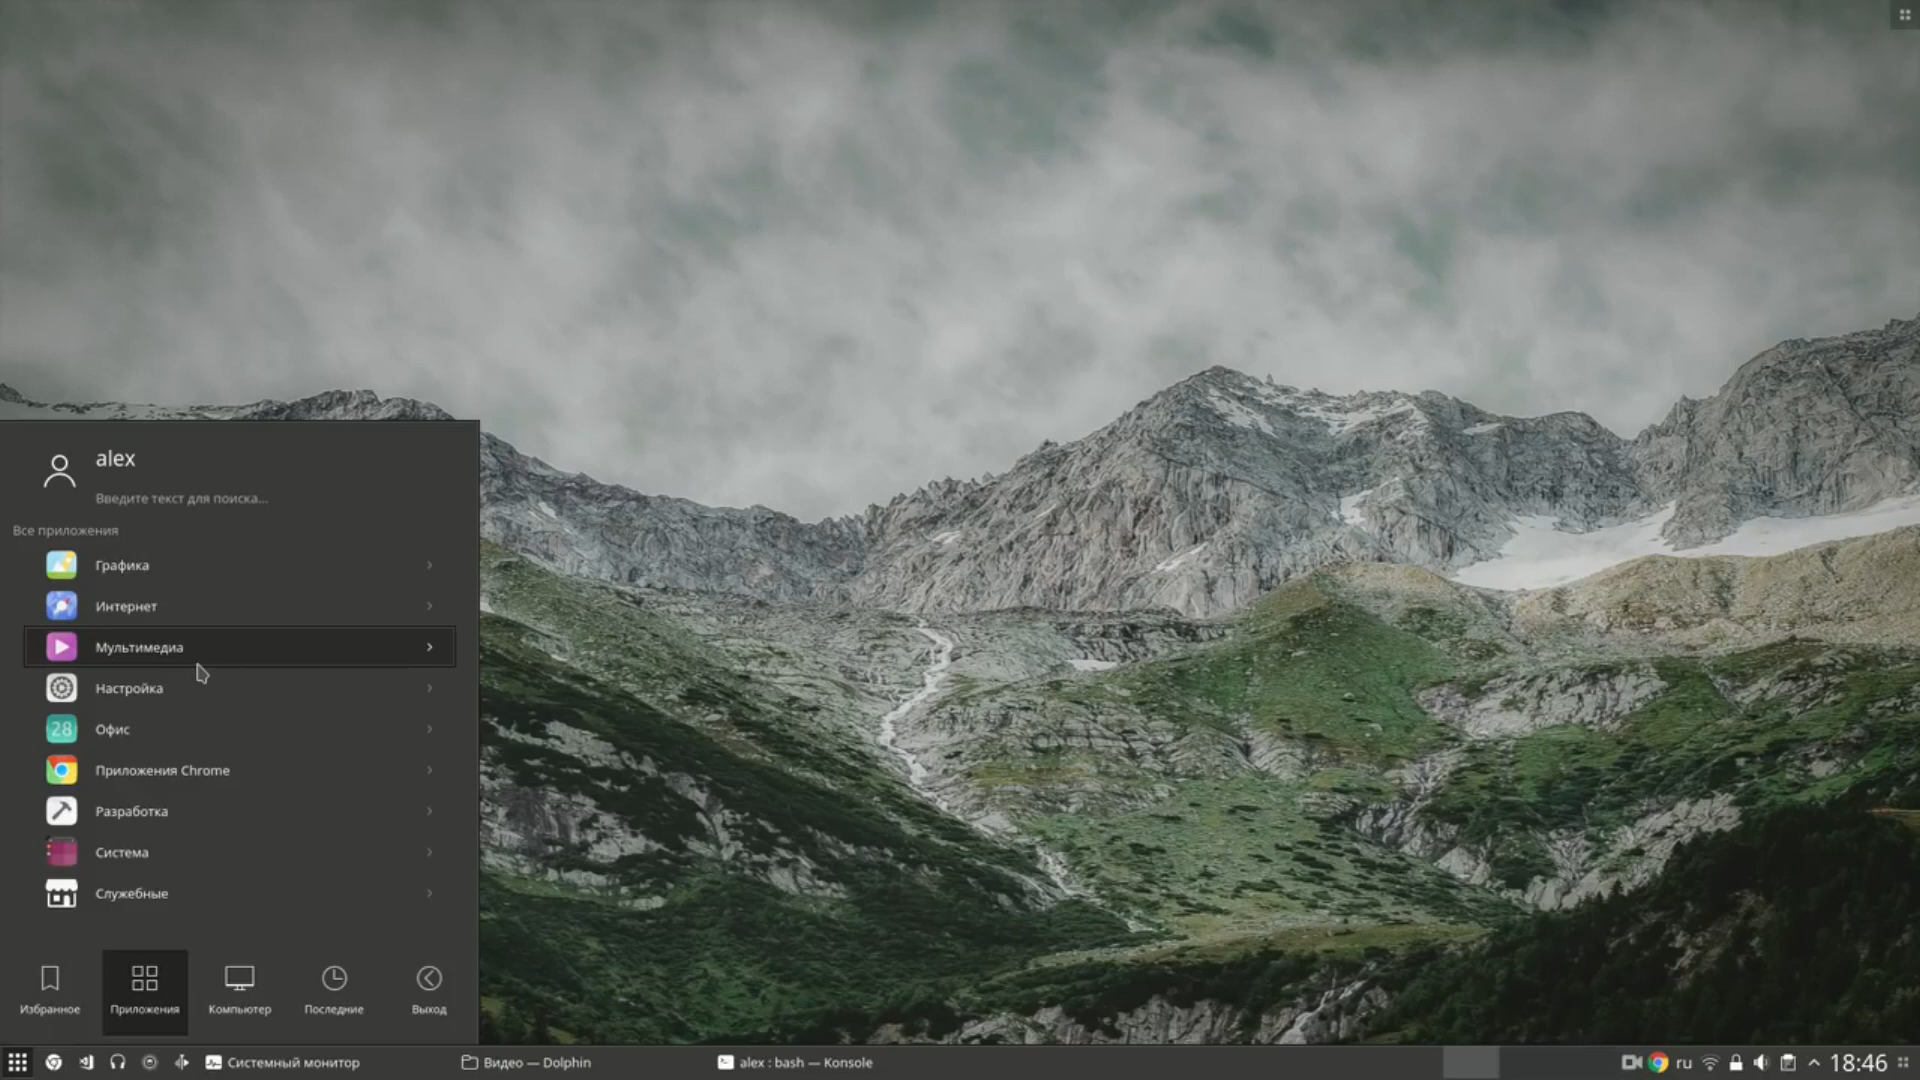 alex
Введите текст для поиска...
Все приложения
Графика
Интернет
Мультимедиа
Настройка
28 Офис
Приложения Chrome
Разработка
Система
Служебные
Избранное Приложения Компьютер Последние Выход
Системный монитор Видео — Dolphin alex : bash — Konsole ru 18:46